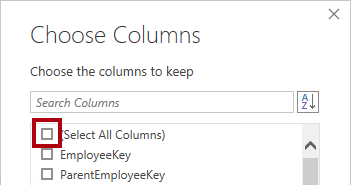 Choose Columns
Choose the columns to keep
Search Columns
A
Z
(Select All Columns)
EmployeeKey
ParentEmployeeKey